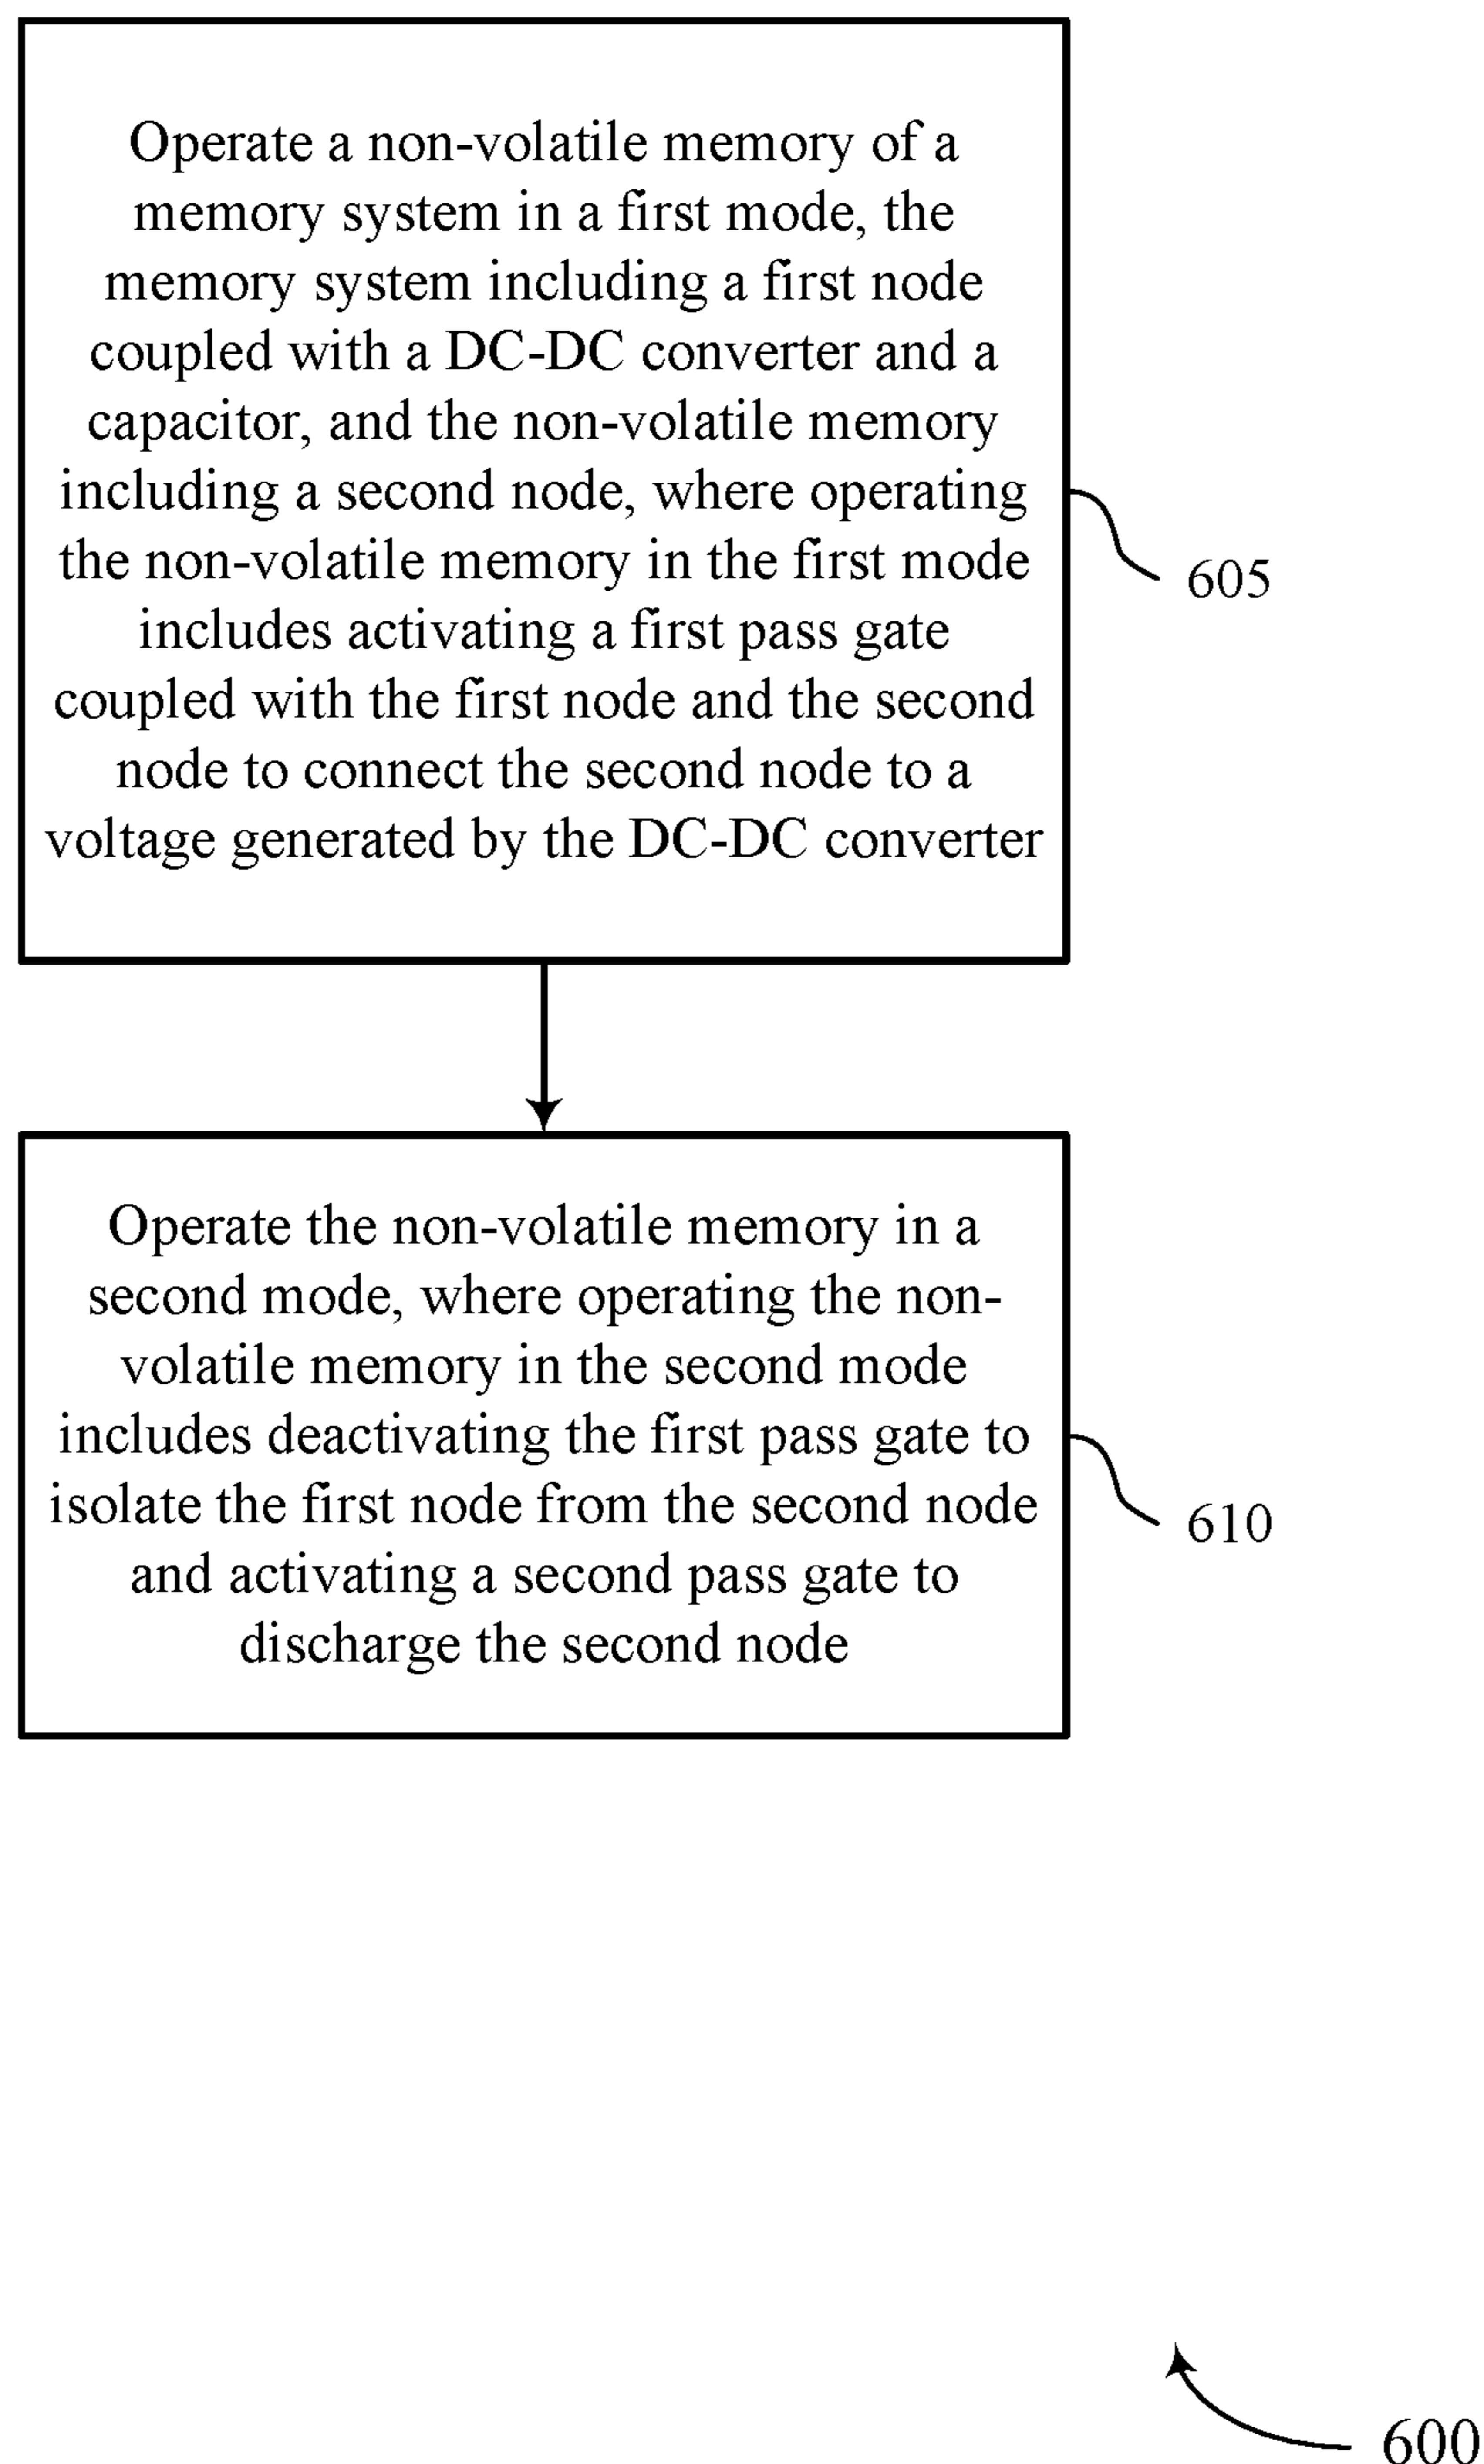 Operate a non-volatile memory of a
memory system in a first mode, the
memory system including a first node
coupled with a DC-DC converter and a
capacitor, and the non-volatile memory
including a second node, where operating
the non-volatile memory in the first mode
includes activating a first pass gate
coupled with the first node and the second
node to connect the second node to a
voltage generated by the DC-DC converter
605
Operate the non-volatile memory in a
second mode, where operating the non-
volatile memory in the second mode
includes deactivating the first pass gate to
isolate the first node from the second node
and activating a second pass gate to
discharge the second node
610
600